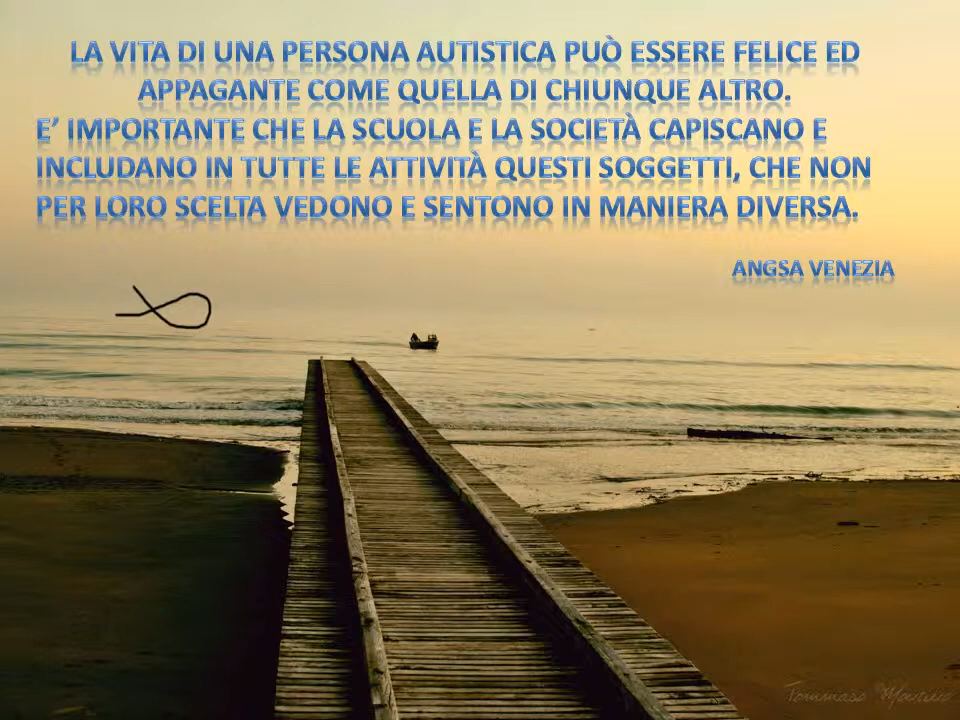 LA VITA DI UNA PERSONA AUTISTICA PUÒ ESSERE FELICE ED
APPAGANTE COME QUELLA DI CHIUNQUE ALTRO.
E’ IMPORTANTE CHE LA SCUOLA E LA SOCIETÀ CAPISCANO E
INCLUDANO IN TUTTE LE ATTIVITÀ QUESTI SOGGETTI, CHE NON
PER LORO SCELTA VEDONO E SENTONO IN MANIERA DIVERSA.
ANGSA VENEZIA
Tommaso